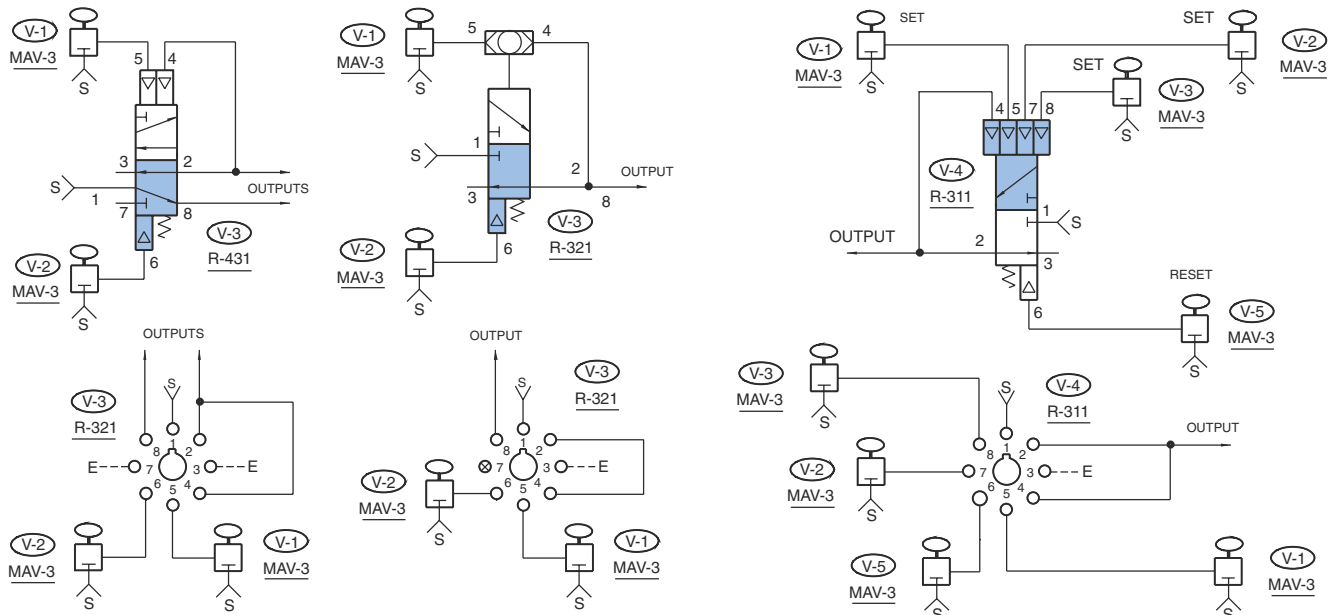 V-1
MAV-3
S
5 4
3 2
S
1
7 8
OUTPUTS
V-3
R-431
6
V-2
MAV-3
S
V-1
MAV-3
S
5 4
S
1
2
OUTPUT
3
8
V-3
R-321
6
V-2
MAV-3
S
SET
V-1
MAV-3
S
SET
V-2
MAV-3
S
SET
V-3
MAV-3
S
4 5 7 8
V-4
R-311
1
S
OUTPUT
2
3
6
RESET
V-5
MAV-3
S
OUTPUTS
V-3
R-321
S
1
8 2
E 7 3 E
6 4
5
V-2
MAV-3
S
V-1
MAV-3
S
OUTPUT
V-3
R-321
S
1
8 2
7 3 E
6 4
5
V-2
MAV-3
S
V-1
MAV-3
S
V-3
MAV-3
S
V-4
R-311
S
1
8 2
7 3 E
6 4
5
OUTPUT
V-2
MAV-3
S
V-5
MAV-3
S
V-1
MAV-3
S